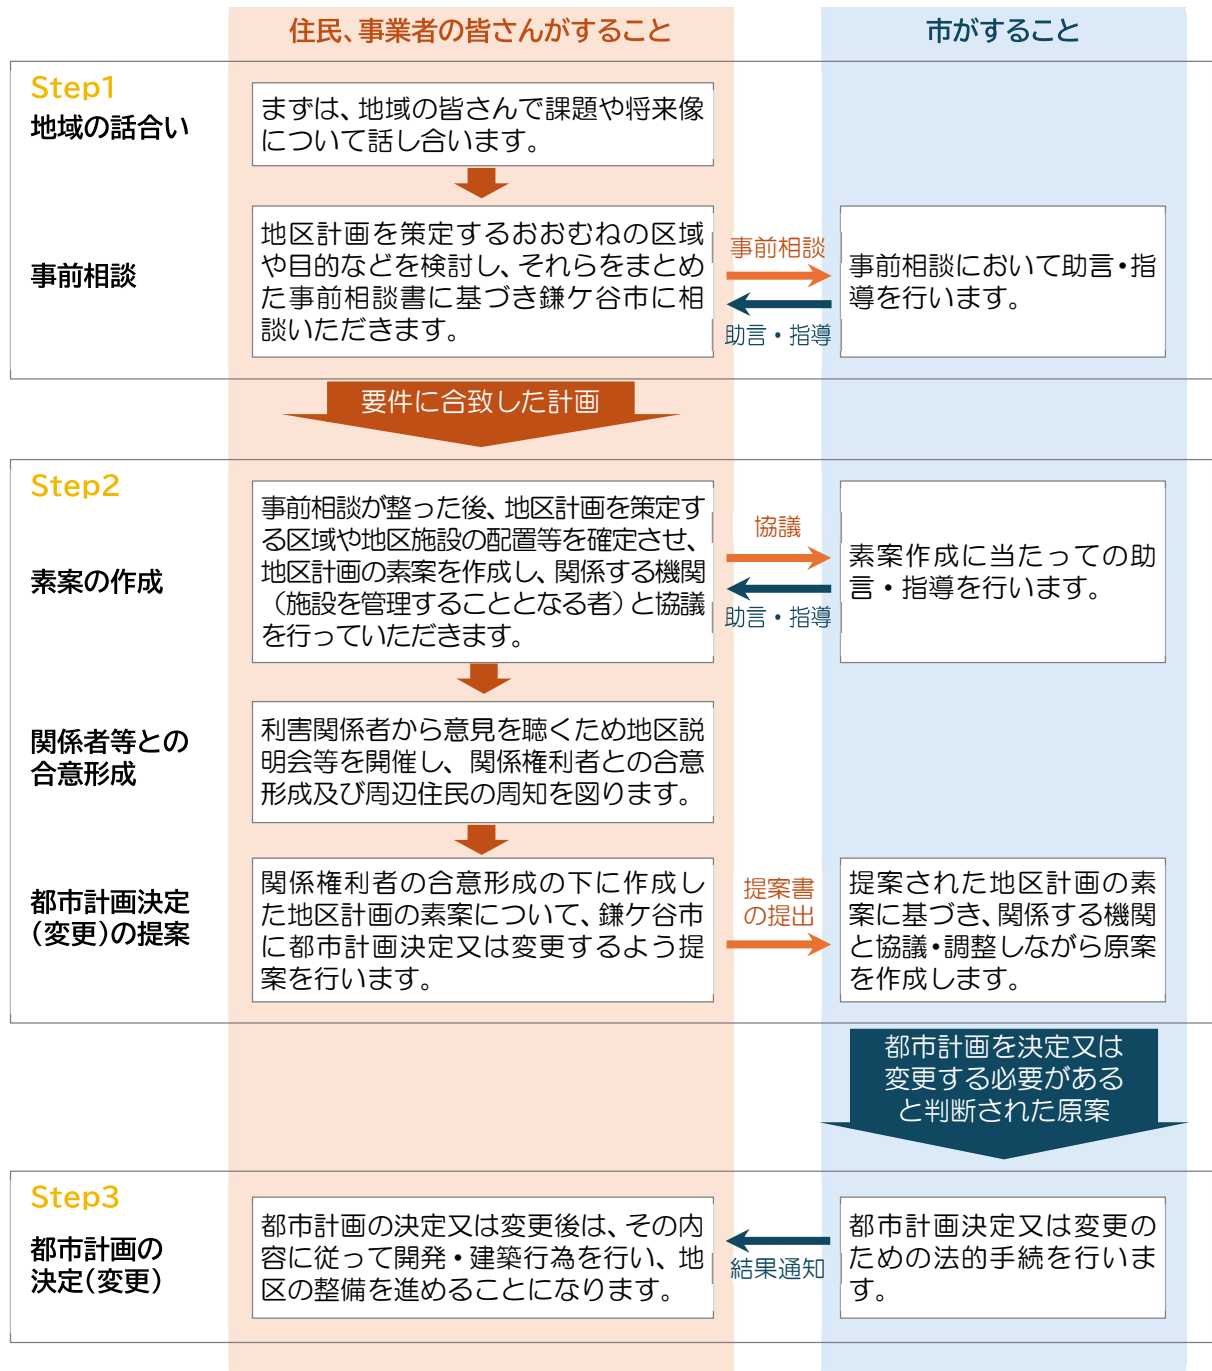 住民、事業者の皆さんがすること
市がすること
Step1
地域の話合い
まずは、地域の皆さんで課題や将来像
について話し合います。
事前相談
地区計画を策定するおおむねの区域
や目的などを検討し、それらをまとめ
た事前相談書に基づき鎌ケ谷市に相
談いただきます。
事前相談
助言・指導
事前相談において助言・指
導を行います。
要件に合致した計画
Step2
素案の作成
事前相談が整った後、地区計画を策定す
る区域や地区施設の配置等を確定させ、
地区計画の素案を作成し、関係する機関
（施設を管理することとなる者）と協議
を行っていただきます。
協議
助言・指導
素案作成に当たっての助
言・指導を行います。
関係者等との
合意形成
利害関係者から意見を聴くため地区説
明会等を開催し、関係権利者との合意
形成及び周辺住民の周知を図ります。
都市計画決定
（変更）の提案
関係権利者の合意形成の下に作成し
た地区計画の素案について、鎌ケ谷市
に都市計画決定又は変更するよう提
案を行います。
提案書
の提出
提案された地区計画の素
案に基づき、関係する機関
と協議・調整しながら原案
を作成します。
都市計画を決定又は
変更する必要がある
と判断された原案
Step3
都市計画の
決定（変更）
都市計画の決定又は変更後は、その内
容に従って開発・建築行為を行い、地
区の整備を進めることになります。
結果通知
都市計画決定又は変更の
ための法的手続を行いま
す。